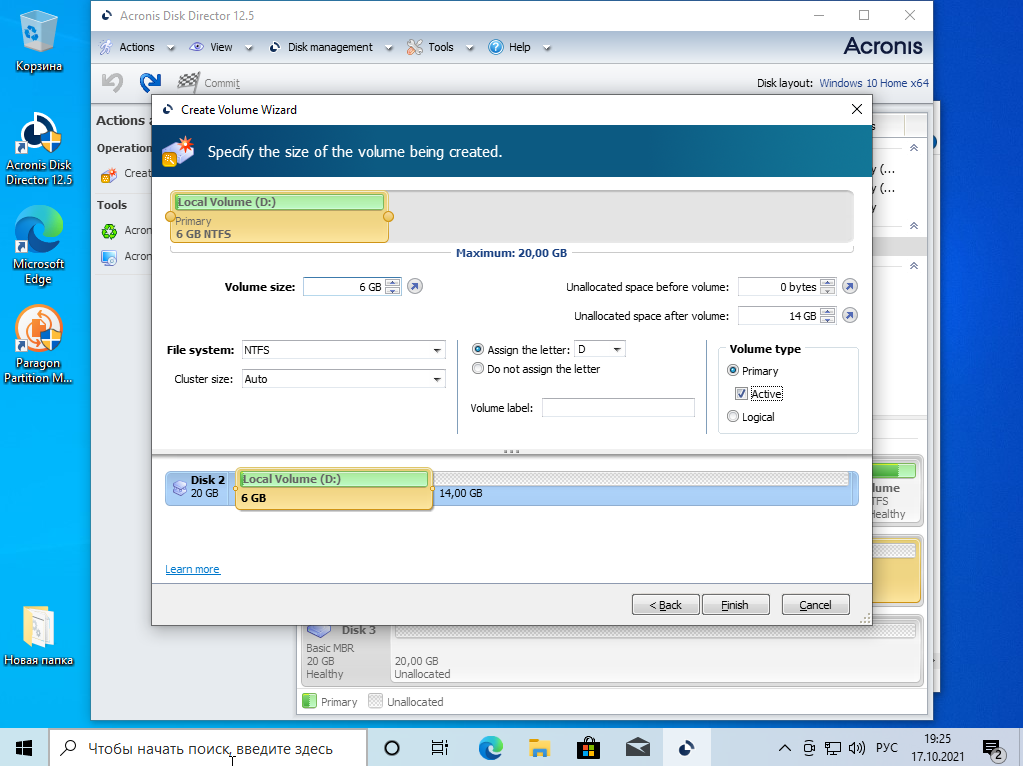 Корзина
Acronis Disk
Director 12.5
Microsoft
Edge
Paragon
Partition M...
Новая папка
Acronis Disk Director 12.5
Actions
View
Disk management
Tools
Help
Acronis
Commit
Disk layout: Windows 10 Home x64
Actions a
Operation
Creat
Tools
Acron
Acron
Create Volume Wizard
Specify the size of the volume being created.
Local Volume (D:)
Primary
6 GB NTFS
Maximum: 20,00 GB
Volume size: 6 GB
Unallocated space before volume: 0 bytes
Unallocated space after volume: 14 GB
File system: NTFS
Cluster size: Auto
Assign the letter: D
Do not assign the letter
Volume label:
Volume type
Primary
Active
Logical
Disk 2
20 GB
Local Volume (D:)
6 GB
14,00 GB
Learn more
< Back
Finish
Cancel
s
y (...
y (...
y
lume
TFS
Healthy
Disk 3
Basic MBR
20 GB
Healthy
20,00 GB
Unallocated
Primary
Unallocated
Чтобы начать поиск, введите здесь
РУС
19:25
17.10.2021
2